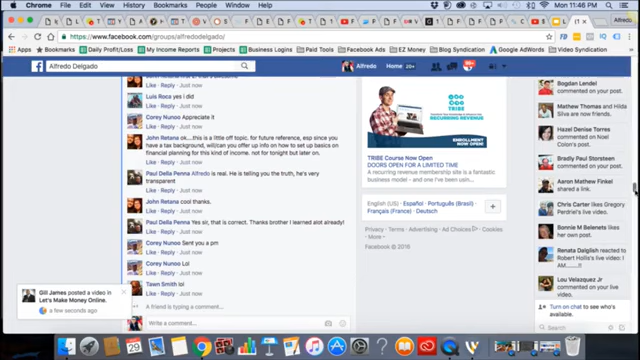 Chrome File Edit View History Bookmarks People Window Help
Mon 11:46 PM
https://www.facebook.com/groups/alfredodelgado/
Apps Bookmarks Daily Profit/Loss My Income Reports Projects Business Logins Paid Tools Facebook Ads EZ Money Blog Syndication Google AdWords Other Bookmarks
Alfredo Delgado
Alfredo Home 20+
Like · Reply · Just now
Luis Roca yes i did
Like · Reply · Just now
Corey Nunoo Appreciate it
Like · Reply · Just now
John Retana ok....this is a little off topic. for future reference, esp since you
have a tax background, will/can you offer up info on how to set up basics on
financial planning for this kind of income. not for tonight but later on.
Like · Reply · Just now
Paul Della Penna Alfredo is real. He is telling you the truth, he's very
transparent
Like · Reply · Just now
John Retana cool thanks.
Like · Reply · Just now
Paul Della Penna Yes sir, that is correct. Thanks brother I learned alot already!
Like · Reply · Just now
Corey Nunoo Sent you a pm
Like · Reply · Just now
Corey Nunoo Lol
Like · Reply · Just now
Tawn Smith lol
Like · Reply · Just now
A friend is typing...
Write a comment...
Gill James posted a video in
Let's Make Money Online.
a few seconds ago
TRIBE
RECURRING REVENUE
ENROLLMENT NOW OPEN!
TRIBE Course Now Open
DOORS OPEN FOR A LIMITED TIME
A recurring revenue membership site is a fantastic
business model - and one I've been usin...
English (US) · Español · Português (Brasil) ·
Français (France) · Deutsch
Privacy · Terms · Advertising · Ad Choices · Cookies ·
More
Facebook © 2016
Bogdan Lendel
commented on your post.
Mathew Thomas and Hilda
Silva are now friends.
Hazel Denise Torres
commented on Noel
Colon's post.
Bradly Paul Storsteen
commented on your post.
Aaron Mathew Finkel
shared a link.
Chris Carter likes Gregory
Perdriel's live video.
Bonnie M Belenets likes
her own post.
Renata Dalgleish
reacted to Robert Hollis's live video: I
AM.......!!
Lou Velazquez Jr
commented on your live
video.
Turn on chat to see who's
available.
Search